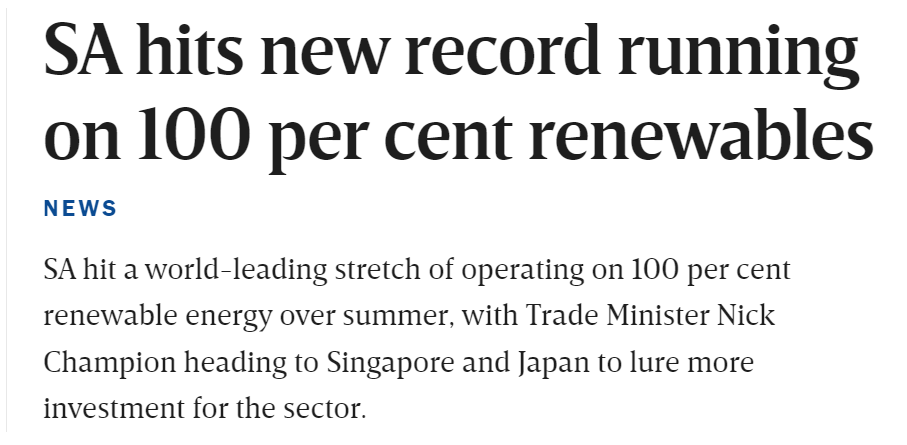 SA hits new record running
on 100 per cent renewables
NEWS
SA hit a world-leading stretch of operating on 100 per cent
renewable energy over summer, with Trade Minister Nick
Champion heading to Singapore and Japan to lure more
investment for the sector.